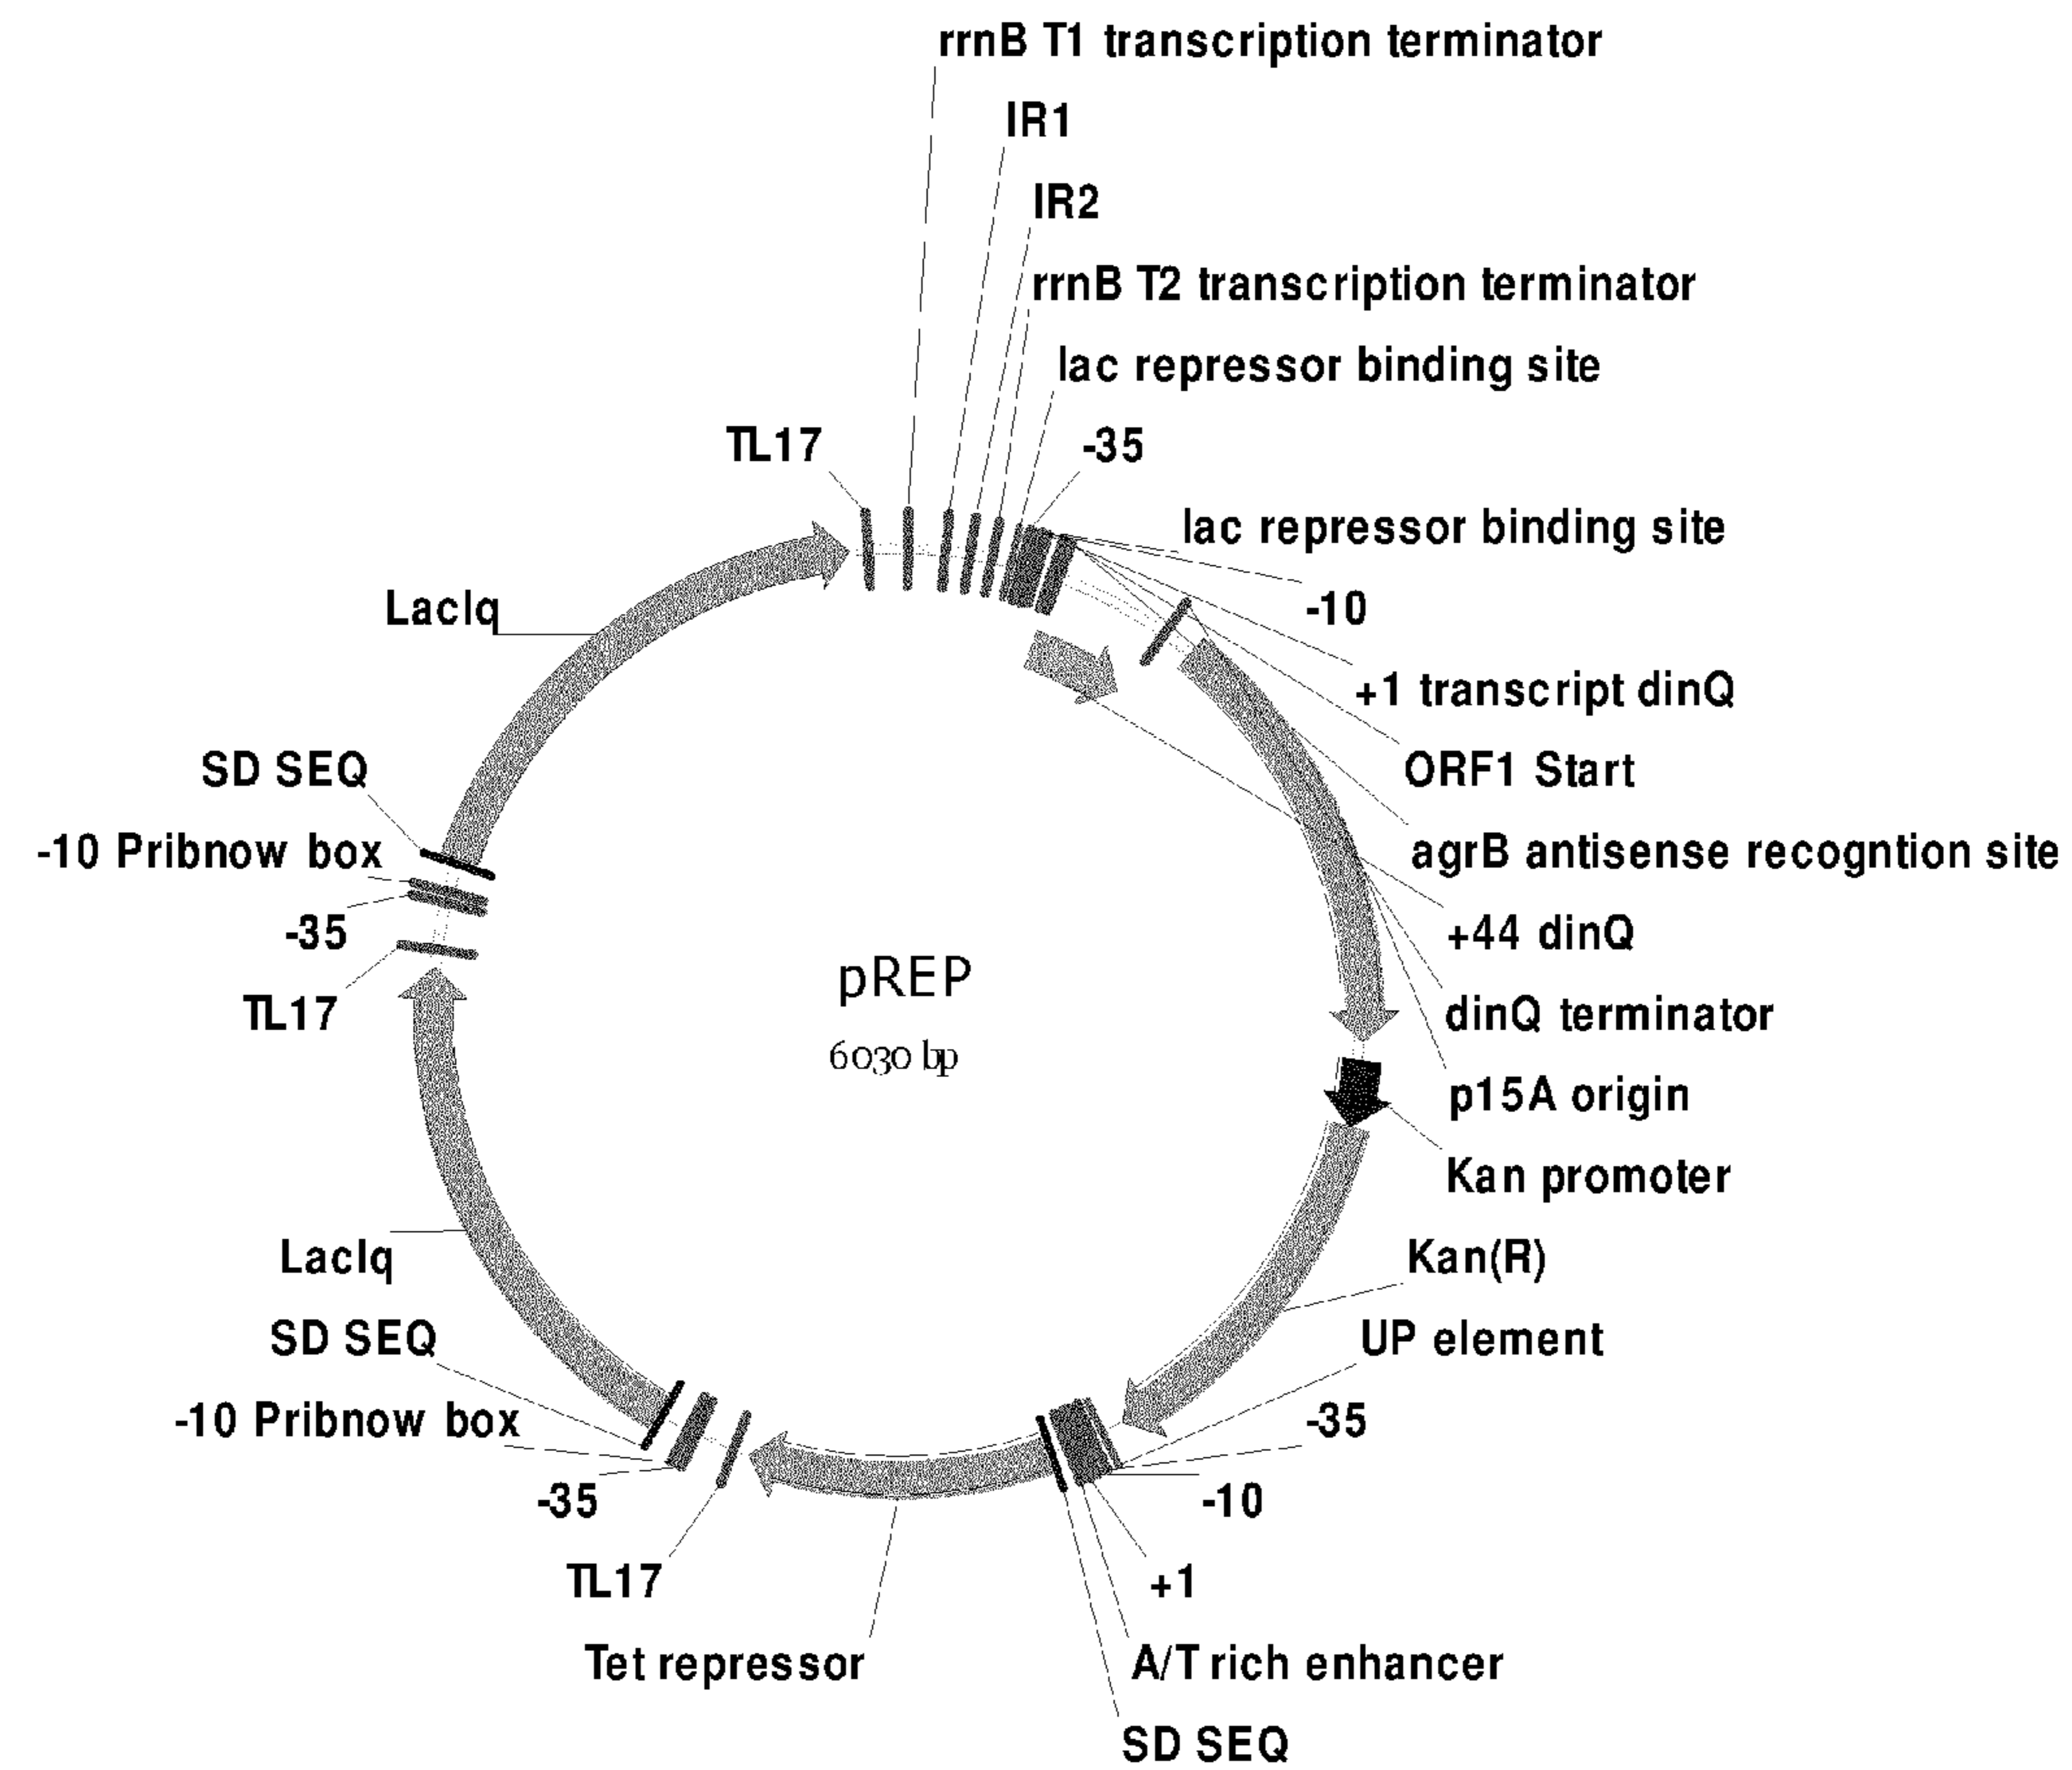 rrnB T1 transcription terminator
IR1
IR2
rrnB T2 transcription terminator
lac repressor binding site
TL17
-35
lac repressor binding site
-10
+1 transcript dinQ
ORF1 Start
agrB antisense recogntion site
+44 dinQ
dinQ terminator
p15A origin
Kan promoter
Kan(R)
UP element
-35
-10
+1
A/T rich enhancer
SD SEQ
Tet repressor
TL17
-35
-10 Pribnow box
SD SEQ
LacIq
TL17
-35
-10 Pribnow box
SD SEQ
LacIq
pREP
6030 bp